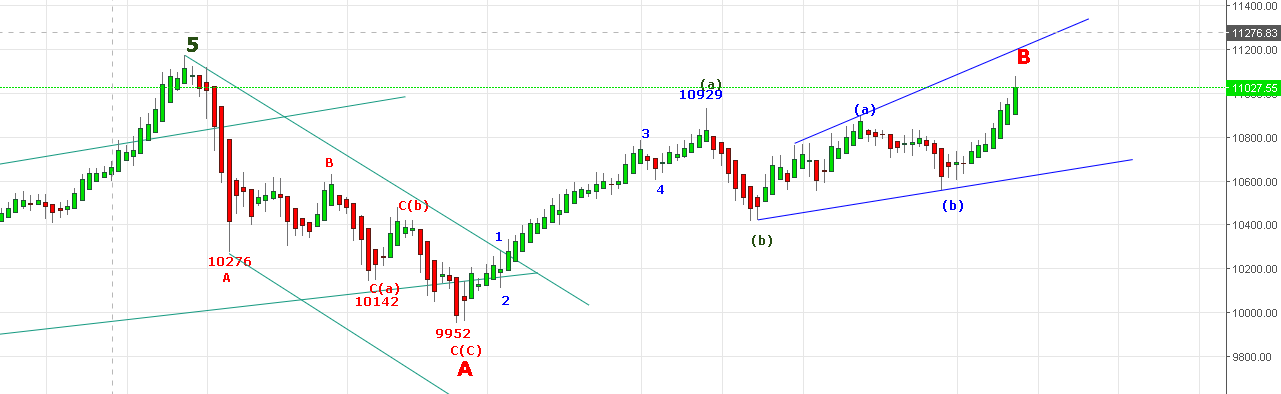 11400.00
11276.83
11200.00
11027.55
11000.00
10800.00
10600.00
10400.00
10200.00
10000.00
9800.00
5
B
C(b)
10276
A
C(a)
10142
9952
C(C)
A
1
2
3
4
(a)
10929
(b)
(a)
(b)
B